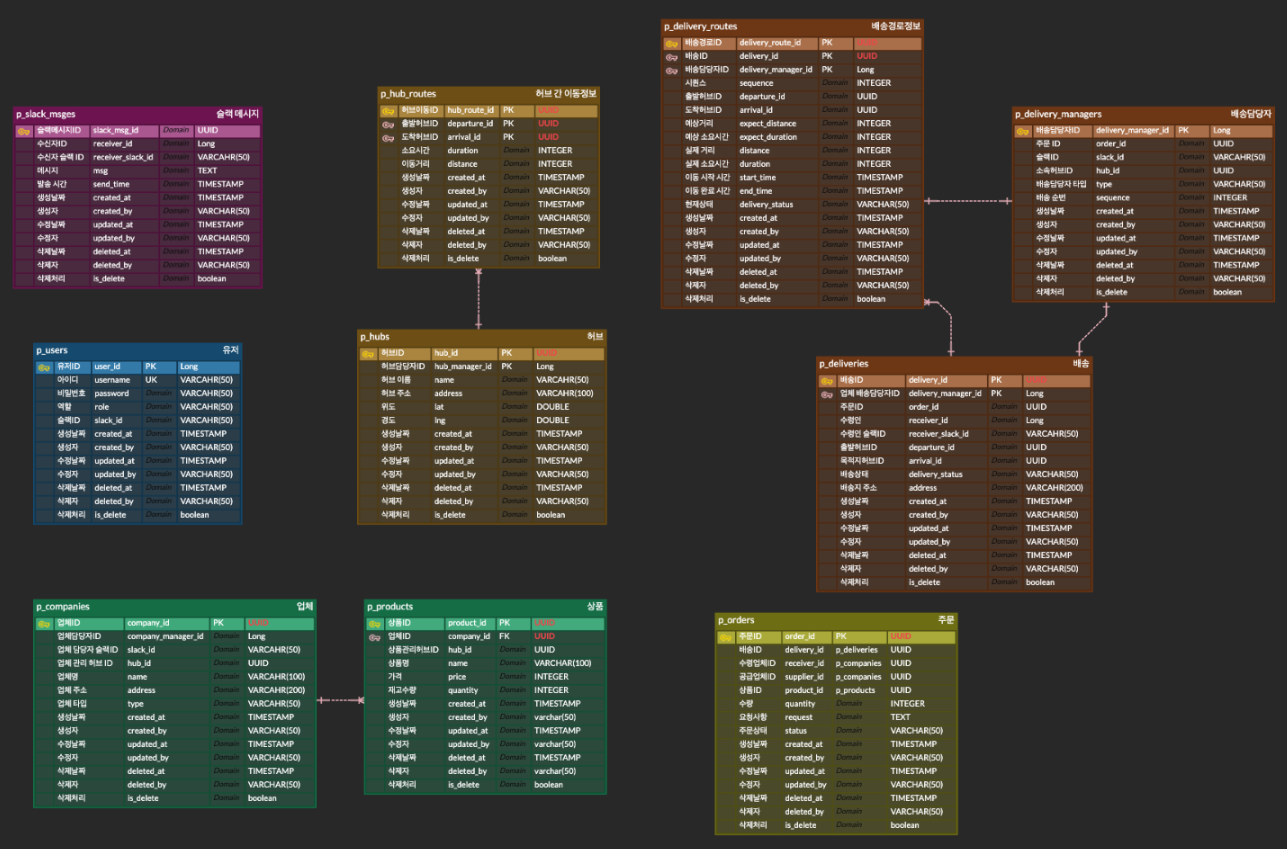 p_slack_msges 슬랙 메시지
슬랙메시지ID slack_msg_id Domain UUID
수신자ID receiver_id Domain Long
수신자 슬랙 ID receiver_slack_id Domain VARCAHR(50)
메시지 msg Domain TEXT
발송 시간 send_time Domain TIMESTAMP
생성날짜 created_at Domain TIMESTAMP
생성자 created_by Domain VARCAHR(50)
수정날짜 updated_at Domain TIMESTAMP
수정자 updated_by Domain VARCAHR(50)
삭제날짜 deleted_at Domain TIMESTAMP
삭제자 deleted_by Domain VARCAHR(50)
삭제처리 is_delete Domain boolean
p_hub_routes 허브 간 이동정보
허브이동ID hub_route_id PK UUID
출발허브ID departure_id PK UUID
도착허브ID arrival_id PK UUID
소요시간 duration Domain INTEGER
이동거리 distance Domain INTEGER
생성날짜 created_at Domain TIMESTAMP
생성자 created_by Domain VARCHAR(50)
수정날짜 updated_at Domain TIMESTAMP
수정자 updated_by Domain VARCHAR(50)
삭제날짜 deleted_at Domain TIMESTAMP
삭제자 deleted_by Domain VARCHAR(50)
삭제처리 is_delete Domain boolean
p_delivery_routes 배송경로정보
배송경로ID delivery_route_id PK UUID
배송ID delivery_id PK UUID
배송담당자ID delivery_manager_id PK Long
시퀀스 sequence Domain INTEGER
출발허브ID departure_id Domain UUID
도착허브ID arrival_id Domain UUID
예상거리 expect_distance Domain INTEGER
예상 소요시간 expect_duration Domain INTEGER
실제 거리 distance Domain INTEGER
실제 소요시간 duration Domain INTEGER
이동 시작 시간 start_time Domain TIMESTAMP
이동 완료 시간 end_time Domain TIMESTAMP
현재상태 delivery_status Domain VARCHAR(50)
생성날짜 created_at Domain TIMESTAMP
생성자 created_by Domain VARCHAR(50)
수정날짜 updated_at Domain TIMESTAMP
수정자 updated_by Domain VARCHAR(50)
삭제날짜 deleted_at Domain TIMESTAMP
삭제자 deleted_by Domain VARCHAR(50)
삭제처리 is_delete Domain boolean
p_delivery_managers 배송담당자
배송담당자ID delivery_manager_id PK Long
주문 ID order_id Domain UUID
슬랙ID slack_id Domain VARCAHR(50)
소속허브ID hub_id Domain UUID
배송담당자 타입 type Domain VARCHAR(50)
배송 순번 sequence Domain INTEGER
생성날짜 created_at Domain TIMESTAMP
생성자 created_by Domain VARCHAR(50)
수정날짜 updated_at Domain TIMESTAMP
수정자 updated_by Domain VARCHAR(50)
삭제날짜 deleted_at Domain TIMESTAMP
삭제자 deleted_by Domain VARCHAR(50)
삭제처리 is_delete Domain boolean
p_users 유저
유저ID user_id PK Long
아이디 username UK VARCAHR(50)
비밀번호 password Domain VARCAHR(50)
역할 role Domain VARCAHR(50)
슬랙ID slack_id Domain VARCAHR(50)
생성날짜 created_at Domain TIMESTAMP
생성자 created_by Domain VARCAHR(50)
수정날짜 updated_at Domain TIMESTAMP
수정자 updated_by Domain VARCAHR(50)
삭제날짜 deleted_at Domain TIMESTAMP
삭제자 deleted_by Domain VARCAHR(50)
삭제처리 is_delete Domain boolean
p_hubs 허브
허브ID hub_id PK UUID
허브담당자ID hub_manager_id PK Long
허브 이름 name Domain VARCAHR(50)
허브 주소 address Domain VARCAHR(100)
위도 lat Domain DOUBLE
경도 lng Domain DOUBLE
생성날짜 created_at Domain TIMESTAMP
생성자 created_by Domain VARCHAR(50)
수정날짜 updated_at Domain TIMESTAMP
수정자 updated_by Domain VARCHAR(50)
삭제날짜 deleted_at Domain TIMESTAMP
삭제자 deleted_by Domain VARCHAR(50)
삭제처리 is_delete Domain boolean
p_deliveries 배송
배송ID delivery_id PK UUID
업체 배송담당자ID delivery_manager_id PK Long
주문ID order_id Domain UUID
수령인 receiver_id Domain Long
수령인 슬랙ID receiver_slack_id Domain VARCAHR(50)
출발허브ID departure_id Domain UUID
목적지허브ID arrival_id Domain UUID
배송상태 delivery_status Domain VARCHAR(50)
배송지 주소 address Domain VARCAHR(200)
생성날짜 created_at Domain TIMESTAMP
생성자 created_by Domain VARCHAR(50)
수정날짜 updated_at Domain TIMESTAMP
수정자 updated_by Domain VARCHAR(50)
삭제날짜 deleted_at Domain TIMESTAMP
삭제자 deleted_by Domain VARCHAR(50)
삭제처리 is_delete Domain boolean
p_companies 업체
업체ID company_id PK UUID
업체담당자ID company_manager_id Domain Long
업체 담당자 슬랙ID slack_id Domain VARCAHR(50)
업체 관리 허브 ID hub_id Domain UUID
업체명 name Domain VARCAHR(100)
업체 주소 address Domain VARCAHR(200)
업체 타입 type Domain VARCAHR(50)
생성날짜 created_at Domain TIMESTAMP
생성자 created_by Domain VARCHAR(50)
수정날짜 updated_at Domain TIMESTAMP
수정자 updated_by Domain VARCHAR(50)
삭제날짜 deleted_at Domain TIMESTAMP
삭제자 deleted_by Domain VARCHAR(50)
삭제처리 is_delete Domain boolean
p_products 상품
상품ID product_id PK UUID
업체ID company_id FK UUID
상품관리허브ID hub_id Domain UUID
상품명 name Domain VARCHAR(100)
가격 price Domain INTEGER
재고수량 quantity Domain INTEGER
생성날짜 created_at Domain TIMESTAMP
생성자 created_by Domain varchar(50)
수정날짜 updated_at Domain TIMESTAMP
수정자 updated_by Domain varchar(50)
삭제날짜 deleted_at Domain TIMESTAMP
삭제자 deleted_by Domain varchar(50)
삭제처리 is_delete Domain boolean
p_orders 주문
주문ID order_id PK UUID
배송ID delivery_id p_deliveries UUID
수령업체ID receiver_id p_companies UUID
공급업체ID supplier_id p_companies UUID
상품ID product_id p_products UUID
수량 quantity Domain INTEGER
요청사항 request Domain TEXT
주문상태 status Domain VARCHAR(50)
생성날짜 created_at Domain TIMESTAMP
생성자 created_by Domain VARCHAR(50)
수정날짜 updated_at Domain TIMESTAMP
수정자 updated_by Domain VARCHAR(50)
삭제날짜 deleted_at Domain TIMESTAMP
삭제자 deleted_by Domain VARCHAR(50)
삭제처리 is_delete Domain boolean